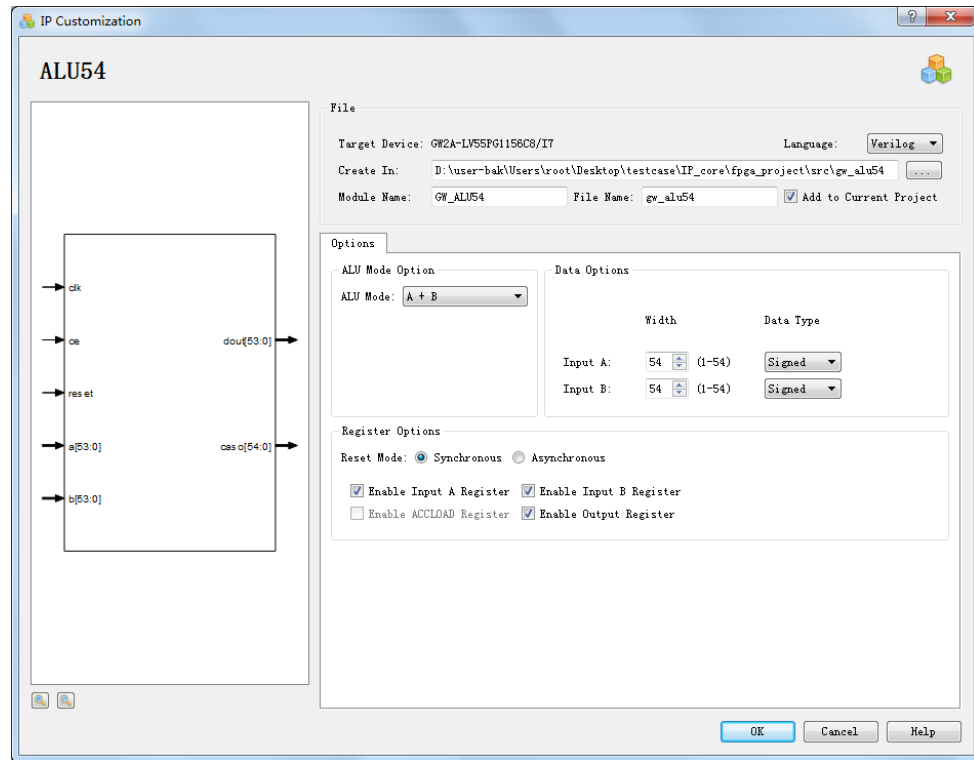 IP Customization
ALU54
clk
ce
dout[53:0]
reset
a[53:0]
caso[54:0]
b[53:0]
File
Target Device: GW2A-LV55PG1156C8/I7
Language: Verilog
Create In: D:\user-bak\Users\root\Desktop\testcase\IP_core\fpga_project\src\gw_alu54 ...
Module Name: GW_ALU54 File Name: gw_alu54 Add to Current Project
Options
ALU Mode Option
ALU Mode: A + B
Data Options
Width Data Type
Input A: 54 (1-54) Signed
Input B: 54 (1-54) Signed
Register Options
Reset Mode: Synchronous Asynchronous
Enable Input A Register Enable Input B Register
Enable ACCLOAD Register Enable Output Register
OK Cancel Help